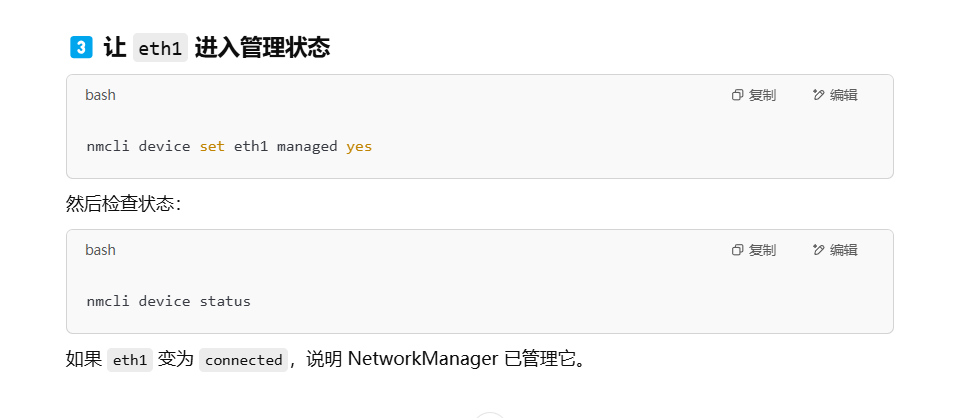 3 让 eth1 进入管理状态
bash 复制 编辑
nmcli device set eth1 managed yes
然后检查状态：
bash 复制 编辑
nmcli device status
如果 eth1 变为 connected，说明 NetworkManager 已管理它。